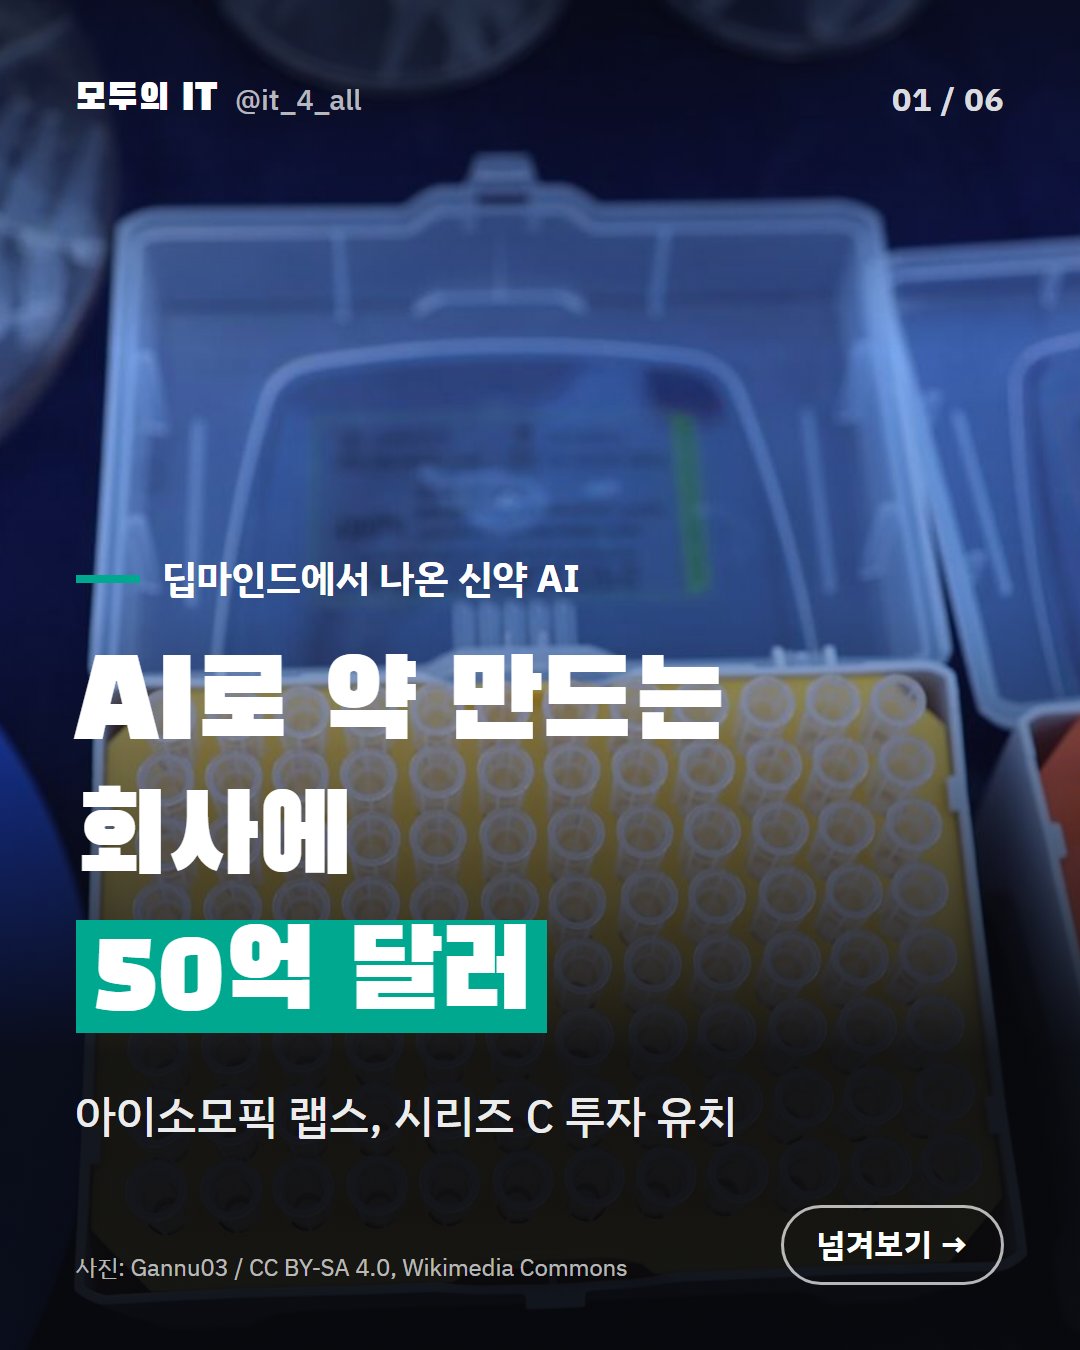 모두의 IT @it_4_all
01 / 06
딥마인드에서 나온 신약 AI
AI로 약 만드는
회사에
50억 달러
아이소모픽 랩스, 시리즈 C 투자 유치
넘겨보기 →
사진: Gannu03 / CC BY-SA 4.0, Wikimedia Commons